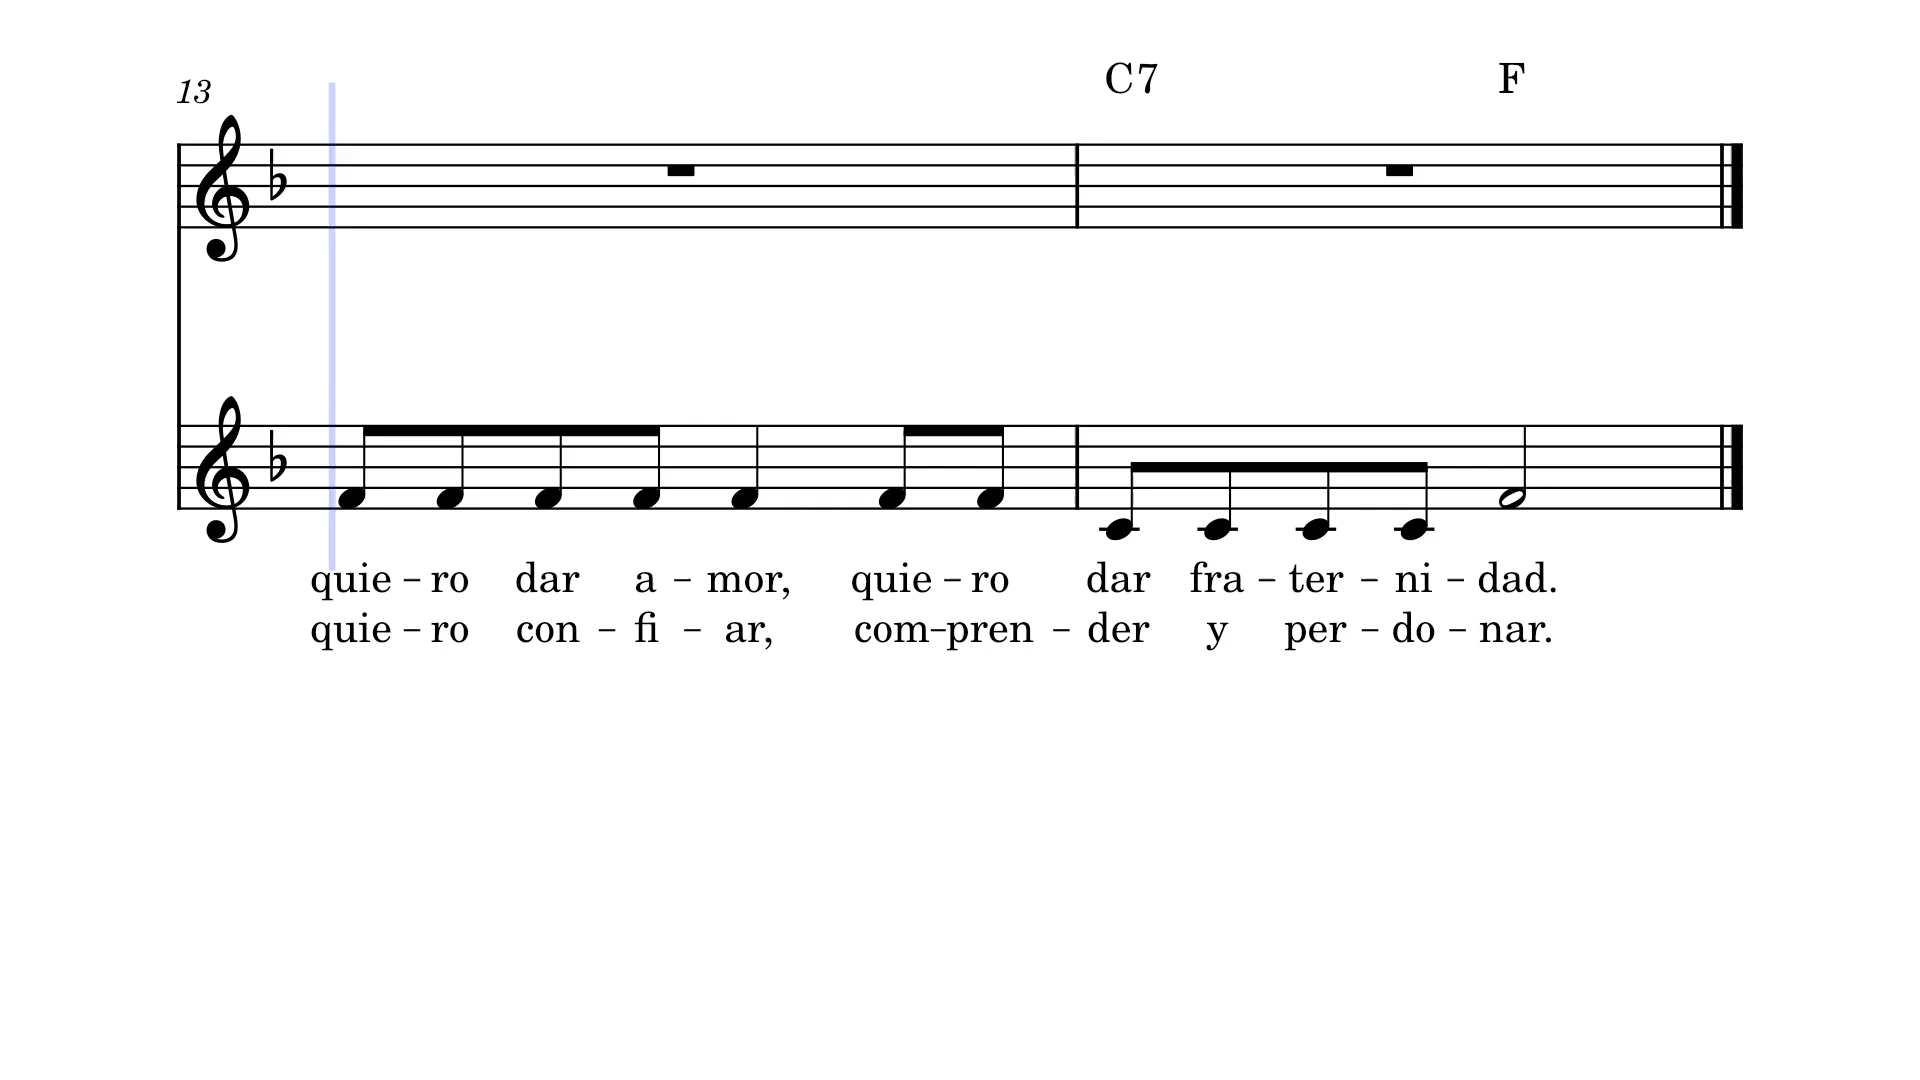 13 C7 F
quie – ro dar a – mor, quie – ro dar fra – ter – ni – dad.
quie – ro con – fi – ar, com–pren – der y per – do – nar.